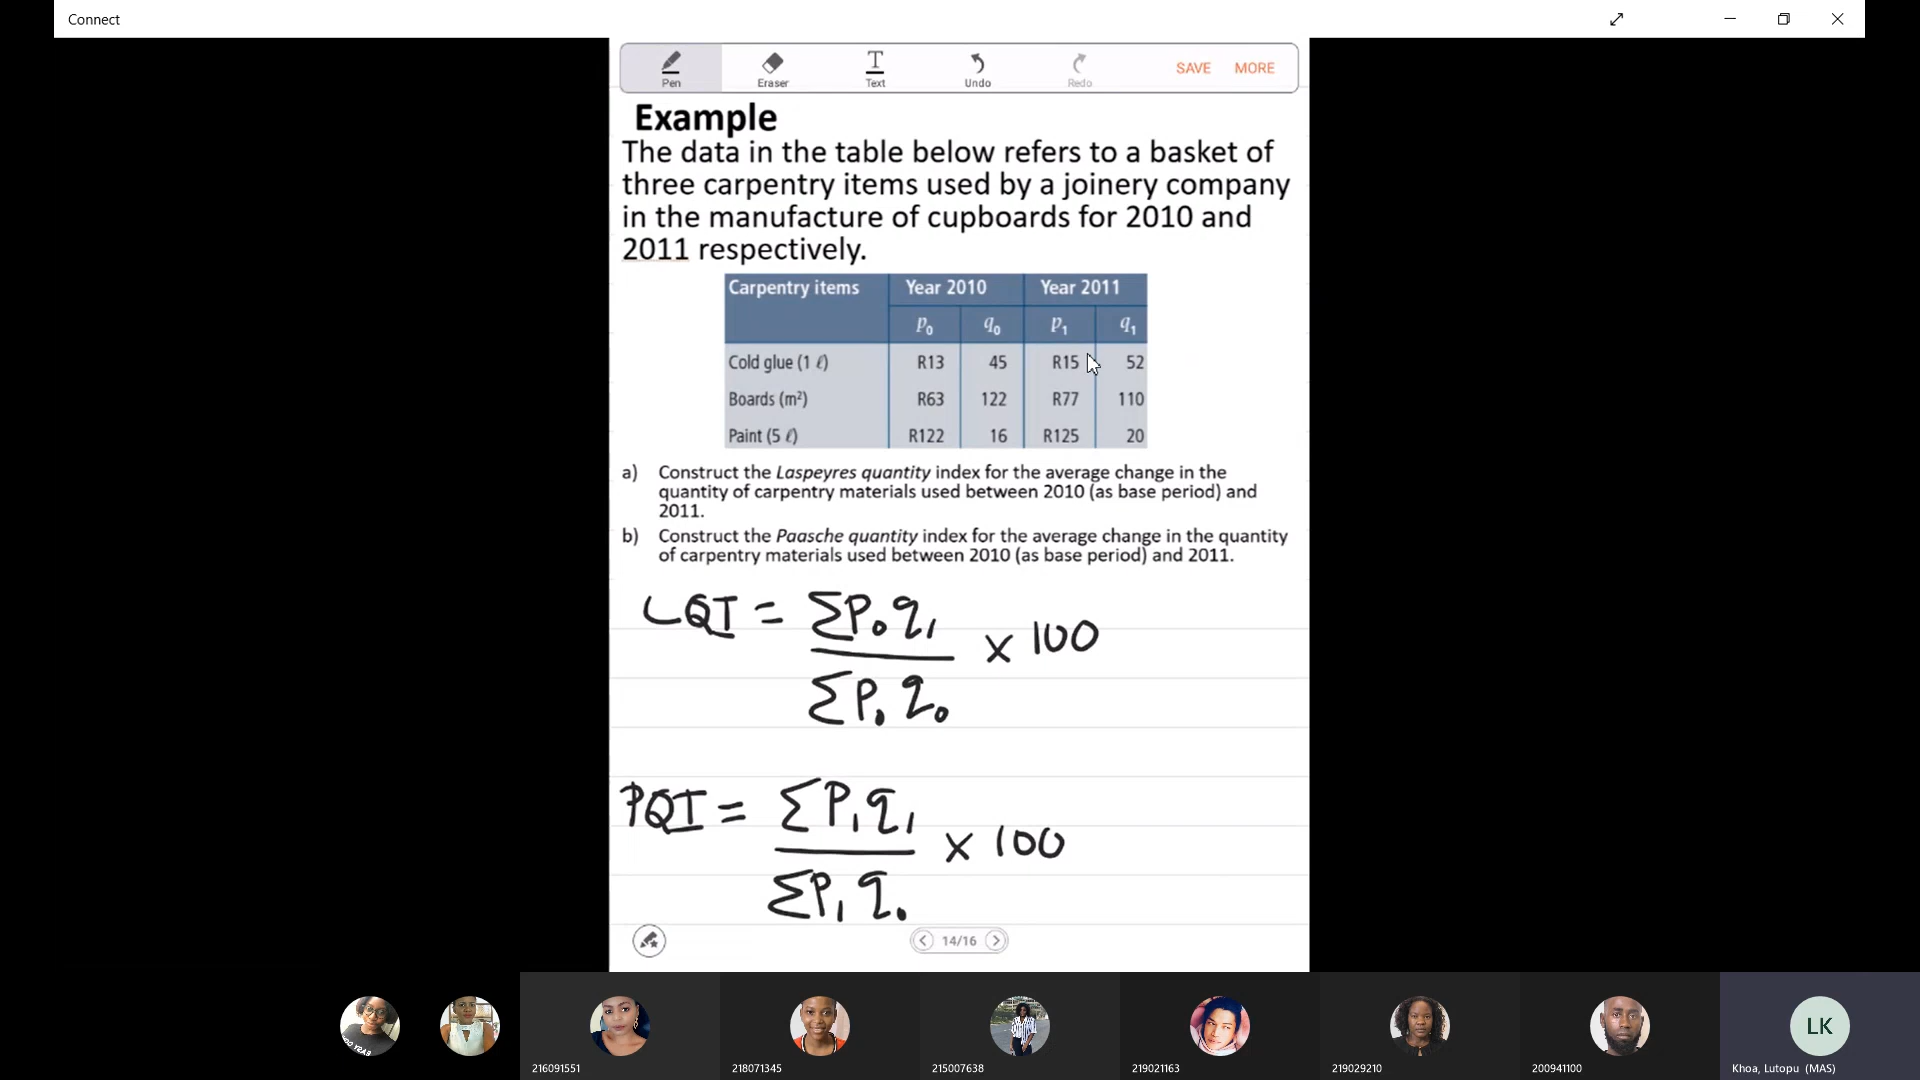 Connect
Pen Eraser Text Undo Redo SAVE MORE
Example
The data in the table below refers to a basket of
three carpentry items used by a joinery company
in the manufacture of cupboards for 2010 and
2011 respectively.
Carpentry items Year 2010 Year 2011
p₀ q₀ p₁ q₁
Cold glue (1 ℓ) R13 45 R15 52
Boards (m²) R63 122 R77 110
Paint (5 ℓ) R122 16 R125 20
a) Construct the Laspeyres quantity index for the average change in the
quantity of carpentry materials used between 2010 (as base period) and
2011.
b) Construct the Paasche quantity index for the average change in the quantity
of carpentry materials used between 2010 (as base period) and 2011.
LQI = ΣP₀q₁
× 100
ΣP₀q₀
PQI = ΣP₁q₁
× 100
ΣP₁q₀
14/16
LK
216091551 218071345 215007638 219021163 219029210 200941100 Khoa, Lutopu (MAS)